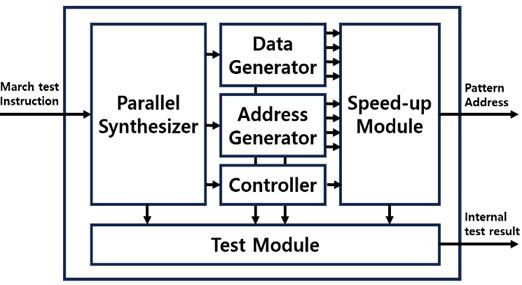 March test
Instruction
Parallel
Synthesizer
Data
Generator
Address
Generator
Controller
Speed-up
Module
Test Module
Pattern
Address
Internal
test result